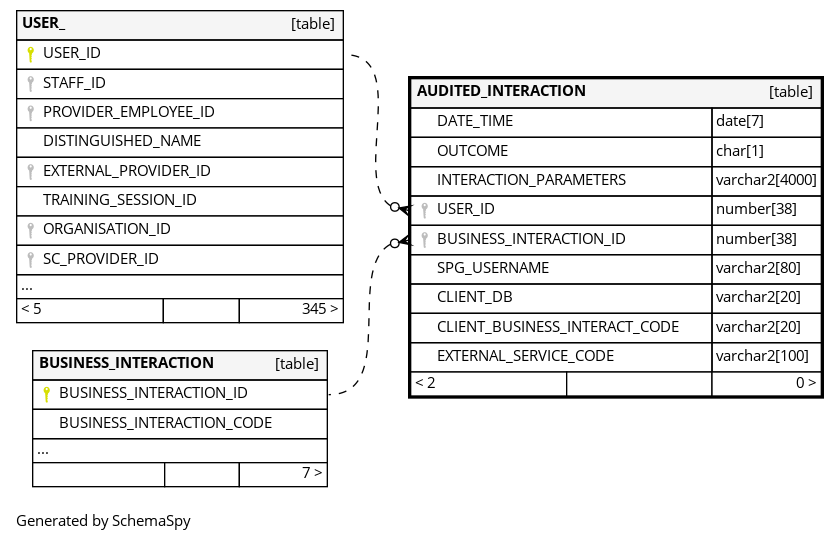 USER_ [table]
USER_ID
STAFF_ID
PROVIDER_EMPLOYEE_ID
DISTINGUISHED_NAME
EXTERNAL_PROVIDER_ID
TRAINING_SESSION_ID
ORGANISATION_ID
SC_PROVIDER_ID
...
< 5 345 >
BUSINESS_INTERACTION [table]
BUSINESS_INTERACTION_ID
BUSINESS_INTERACTION_CODE
...
7 >
AUDITED_INTERACTION [table]
DATE_TIME date[7]
OUTCOME char[1]
INTERACTION_PARAMETERS varchar2[4000]
USER_ID number[38]
BUSINESS_INTERACTION_ID number[38]
SPG_USERNAME varchar2[80]
CLIENT_DB varchar2[20]
CLIENT_BUSINESS_INTERACT_CODE varchar2[20]
EXTERNAL_SERVICE_CODE varchar2[100]
< 2 0 >
Generated by SchemaSpy